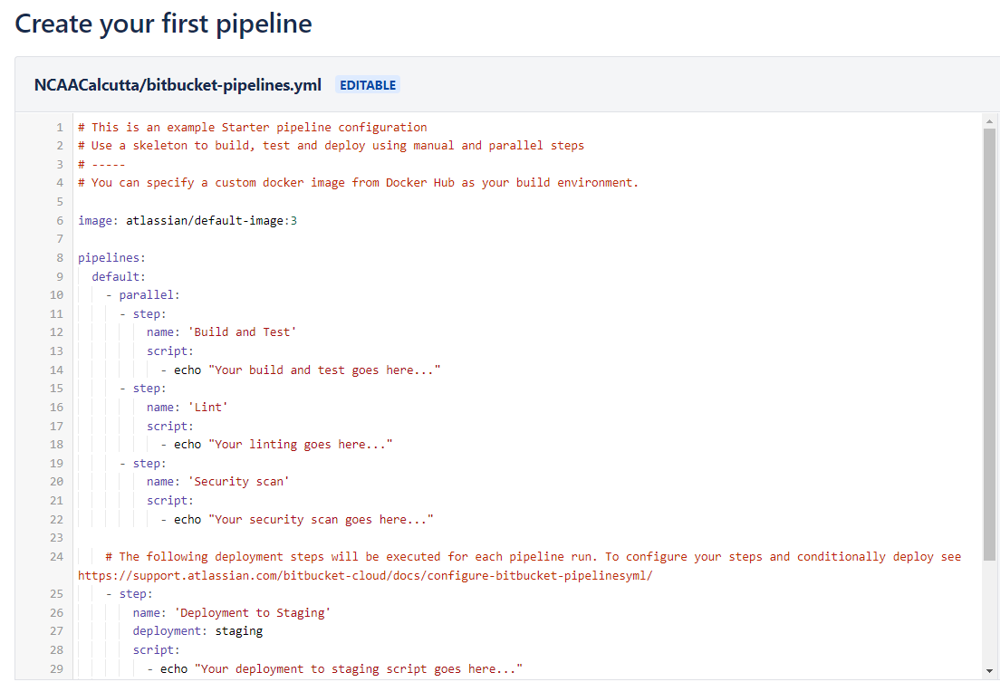 Create your first pipeline
NCAACalcutta/bitbucket-pipelines.yml EDITABLE
1 # This is an example Starter pipeline configuration
2 # Use a skeleton to build, test and deploy using manual and parallel steps
3 # -----
4 # You can specify a custom docker image from Docker Hub as your build environment.
5
6 image: atlassian/default-image:3
7
8 pipelines:
9   default:
10     - parallel:
11       - step:
12           name: 'Build and Test'
13           script:
14             - echo "Your build and test goes here..."
15       - step:
16           name: 'Lint'
17           script:
18             - echo "Your linting goes here..."
19       - step:
20           name: 'Security scan'
21           script:
22             - echo "Your security scan goes here..."
23
24     # The following deployment steps will be executed for each pipeline run. To configure your steps and conditionally deploy see
https://support.atlassian.com/bitbucket-cloud/docs/configure-bitbucket-pipelinesyml/
25     - step:
26         name: 'Deployment to Staging'
27         deployment: staging
28         script:
29           - echo "Your deployment to staging script goes here..."